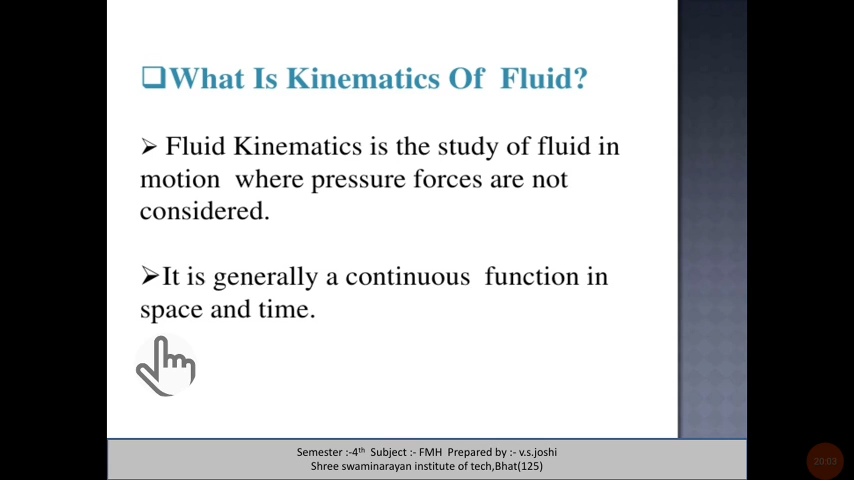 ❑What Is Kinematics Of Fluid?
➢ Fluid Kinematics is the study of fluid in
motion where pressure forces are not
considered.
➢It is generally a continuous function in
space and time.
Semester :-4th Subject :- FMH Prepared by :- v.s.joshi
Shree swaminarayan institute of tech,Bhat(125)
20:03